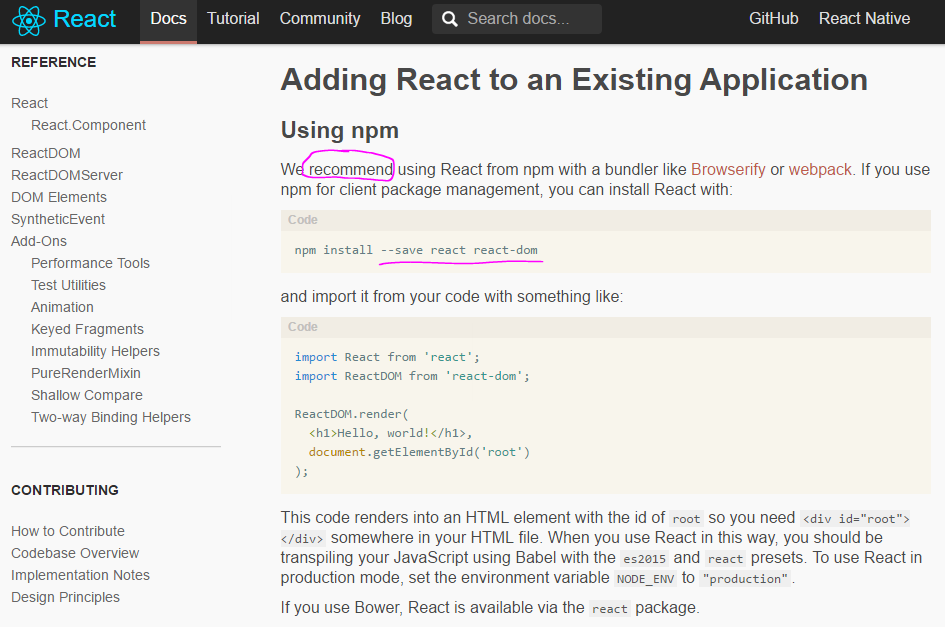 React
Docs
Tutorial
Community
Blog
Search docs...
GitHub
React Native
REFERENCE
React
React.Component
ReactDOM
ReactDOMServer
DOM Elements
SyntheticEvent
Add-Ons
Performance Tools
Test Utilities
Animation
Keyed Fragments
Immutability Helpers
PureRenderMixin
Shallow Compare
Two-way Binding Helpers
CONTRIBUTING
How to Contribute
Codebase Overview
Implementation Notes
Design Principles
Adding React to an Existing Application
Using npm
We recommend using React from npm with a bundler like Browserify or webpack. If you use
npm for client package management, you can install React with:
Code
npm install --save react react-dom
and import it from your code with something like:
Code
import React from 'react';
import ReactDOM from 'react-dom';
ReactDOM.render(
<h1>Hello, world!</h1>,
document.getElementById('root')
);
This code renders into an HTML element with the id of root so you need <div id="root">
</div> somewhere in your HTML file. When you use React in this way, you should be
transpiling your JavaScript using Babel with the es2015 and react presets. To use React in
production mode, set the environment variable NODE_ENV to "production".
If you use Bower, React is available via the react package.